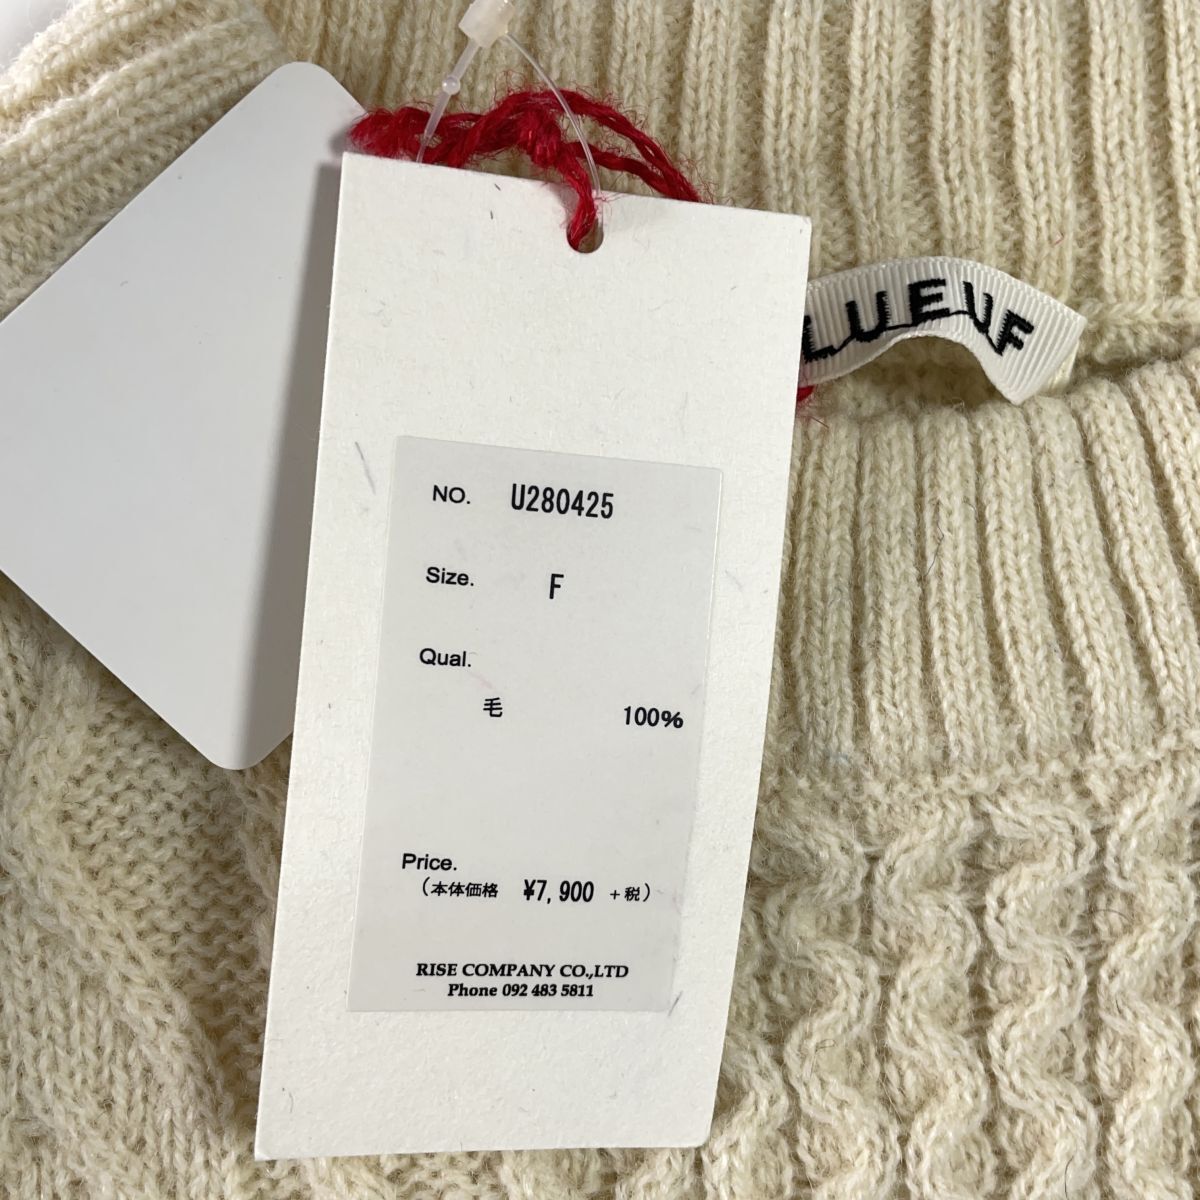 LUEUF
NO. U280425
Size. F
Qual.
毛 100%
Price.
(本体価格 ¥7,900 +税)
RISE COMPANY CO.,LTD
Phone 092 483 5811